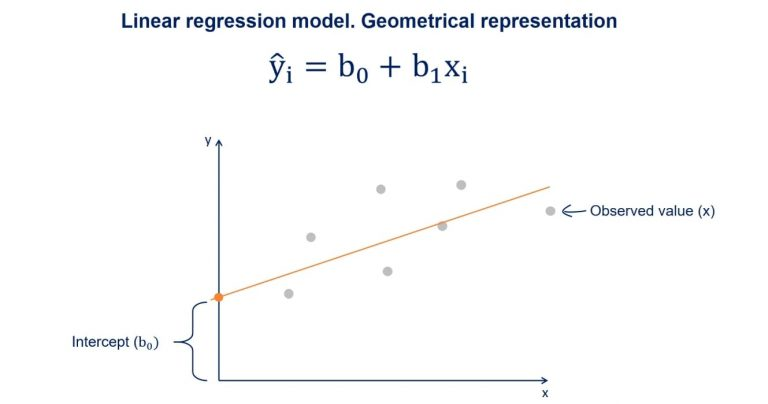 Linear regression model. Geometrical representation
ŷᵢ = b₀ + b₁xᵢ
y
Observed value (x)
Intercept (b₀)
x